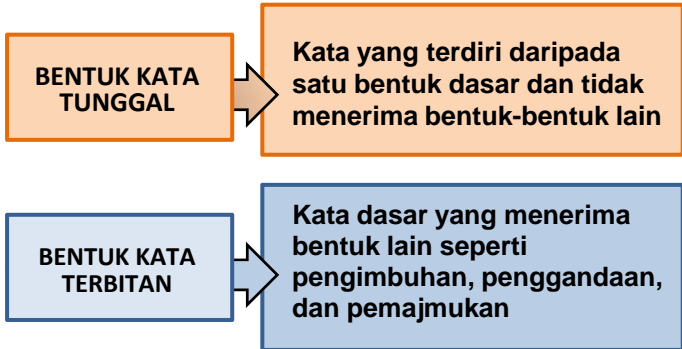 BENTUK KATA
TUNGGAL
Kata yang terdiri daripada
satu bentuk dasar dan tidak
menerima bentuk-bentuk lain
BENTUK KATA
TERBITAN
Kata dasar yang menerima
bentuk lain seperti
pengimbuhan, penggandaan,
dan pemajmukan